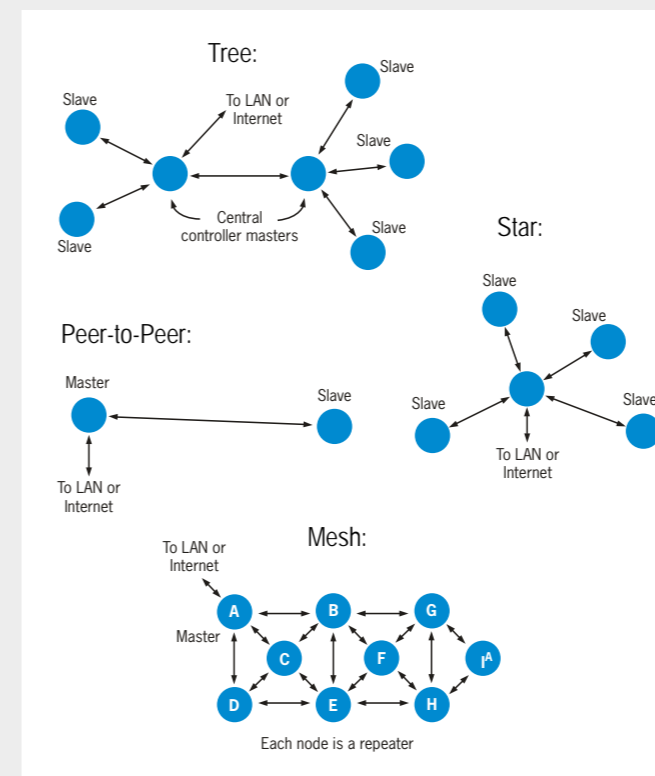 Tree:
Slave
Slave
To LAN or
Internet
Slave
Central
controller masters
Slave
Slave
Star:
Slave
Slave
Slave
Slave
To LAN or
Internet
Peer-to-Peer:
Master
Slave
To LAN or
Internet
Mesh:
To LAN or
Internet
A
B
G
Master
C
F
IA
D
E
H
Each node is a repeater